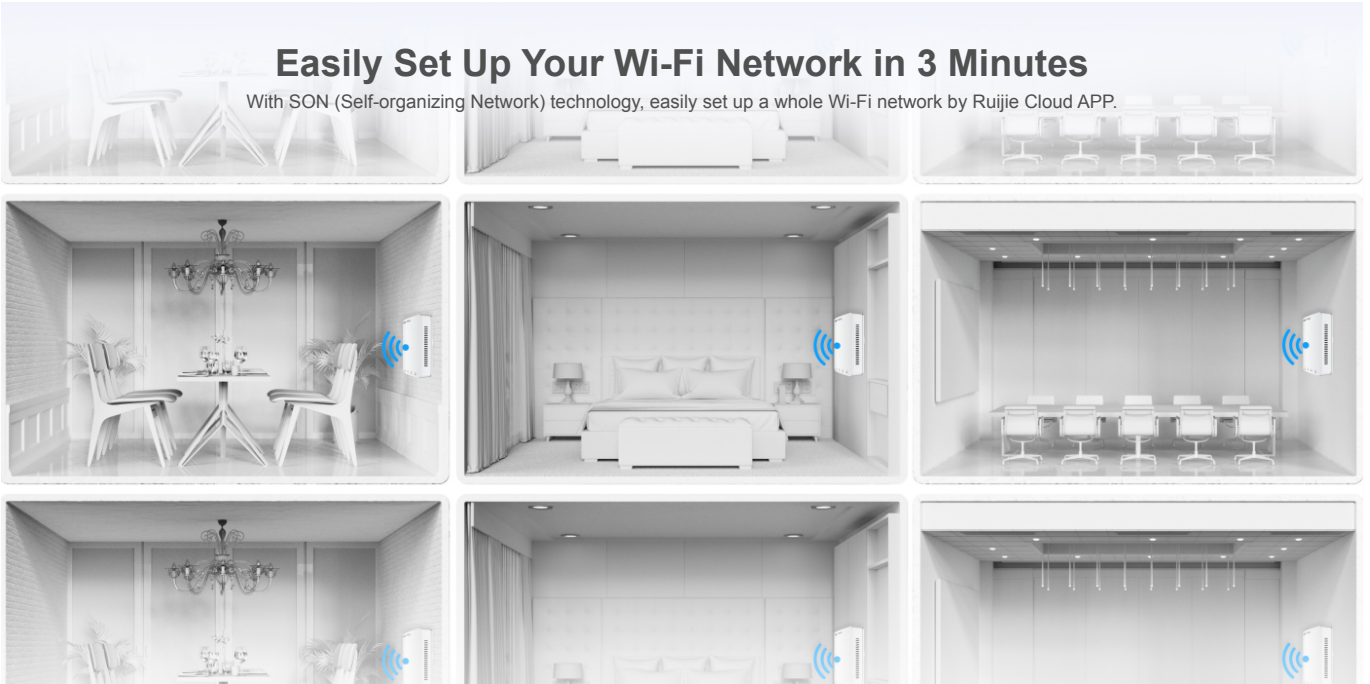 Easily Set Up Your Wi-Fi Network in 3 Minutes
With SON (Self-organizing Network) technology, easily set up a whole Wi-Fi network by Ruijie Cloud APP.